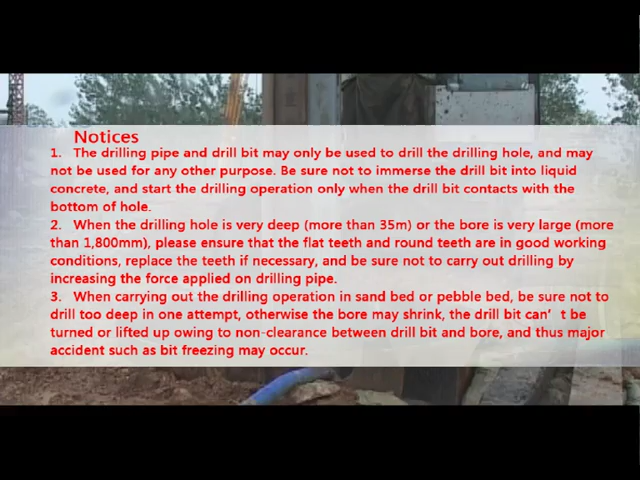 Notices
1. The drilling pipe and drill bit may only be used to drill the drilling hole, and may
not be used for any other purpose. Be sure not to immerse the drill bit into liquid
concrete, and start the drilling operation only when the drill bit contacts with the
bottom of hole.
2. When the drilling hole is very deep (more than 35m) or the bore is very large (more
than 1,800mm), please ensure that the flat teeth and round teeth are in good working
conditions, replace the teeth if necessary, and be sure not to carry out drilling by
increasing the force applied on drilling pipe.
3. When carrying out the drilling operation in sand bed or pebble bed, be sure not to
drill too deep in one attempt, otherwise the bore may shrink, the drill bit can' t be
turned or lifted up owing to non-clearance between drill bit and bore, and thus major
accident such as bit freezing may occur.